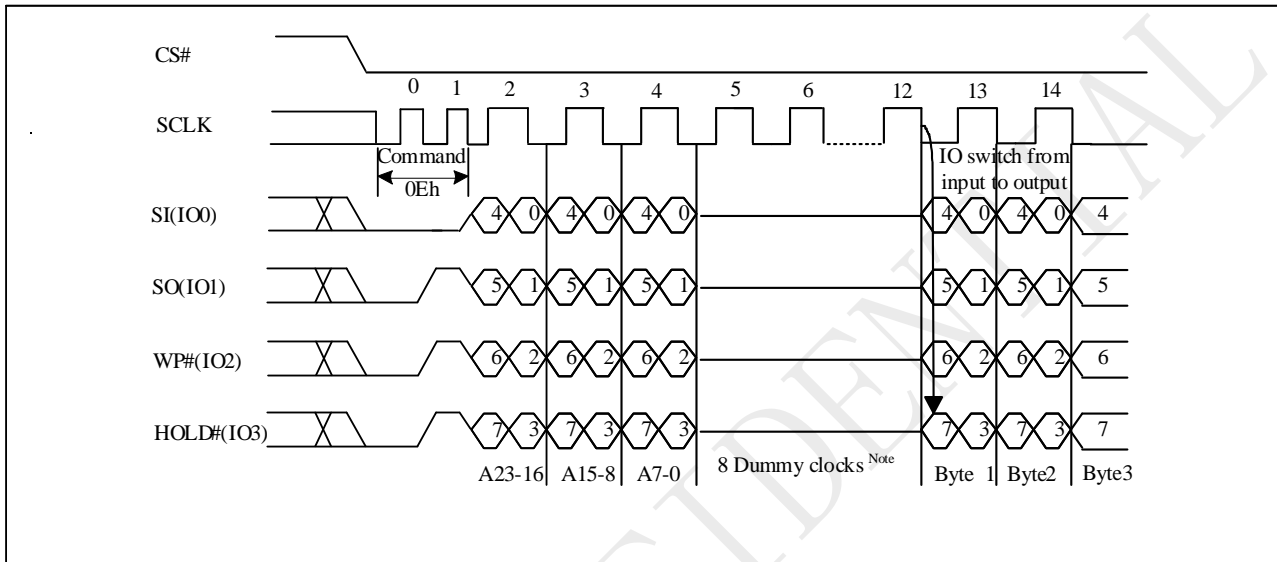 CS#
0 1 2 3 4 5 6 12 13 14
SCLK
Command
0Eh
IO switch from
input to output
SI(IO0) 4 0 4 0 4 0 4 0 4 0 4
SO(IO1) 5 1 5 1 5 1 5 1 5 1 5
WP#(IO2) 6 2 6 2 6 2 6 2 6 2 6
HOLD#(IO3) 7 3 7 3 7 3 7 3 7 3 7
A23-16 A15-8 A7-0 8 Dummy clocks Note Byte 1 Byte2 Byte3